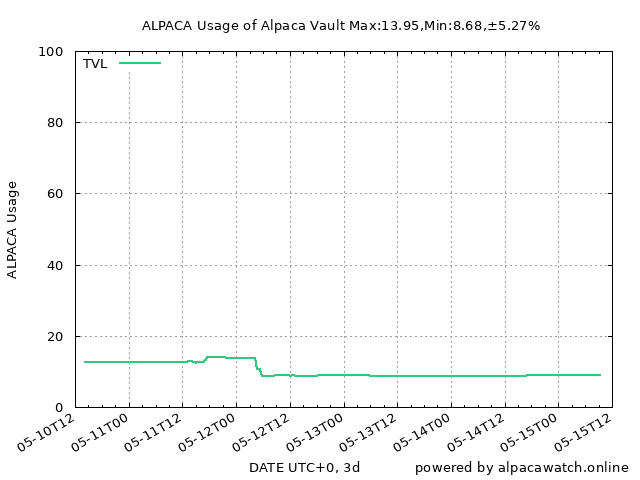 ALPACA Usage of Alpaca Vault Max:13.95,Min:8.68,±5.27%
TVL
100
80
60
40
20
0
ALPACA Usage
05-10T12
05-11T00
05-11T12
05-12T00
05-12T12
05-13T00
05-13T12
05-14T00
05-14T12
05-15T00
05-15T12
DATE UTC+0, 3d
powered by alpacawatch.online